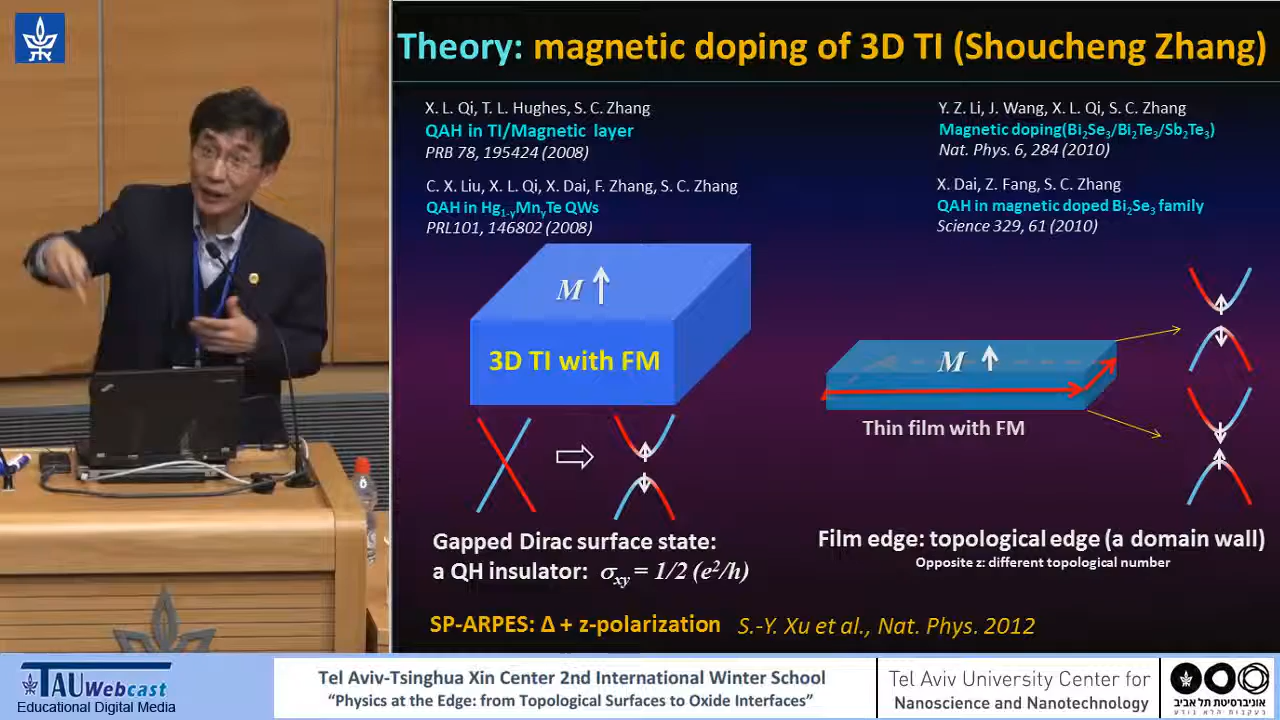 Theory: magnetic doping of 3D TI (Shoucheng Zhang)
X. L. Qi, T. L. Hughes, S. C. Zhang
QAH in TI/Magnetic layer
PRB 78, 195424 (2008)
C. X. Liu, X. L. Qi, X. Dai, F. Zhang, S. C. Zhang
QAH in Hg1-yMnyTe QWs
PRL101, 146802 (2008)
Y. Z. Li, J. Wang, X. L. Qi, S. C. Zhang
Magnetic doping(Bi2Se3/Bi2Te3/Sb2Te3)
Nat. Phys. 6, 284 (2010)
X. Dai, Z. Fang, S. C. Zhang
QAH in magnetic doped Bi2Se3 family
Science 329, 61 (2010)
M
3D TI with FM
M
Thin film with FM
Gapped Dirac surface state:
a QH insulator: σxy = 1/2 (e²/h)
Film edge: topological edge (a domain wall)
Opposite z: different topological number
SP-ARPES: Δ + z-polarization S.-Y. Xu et al., Nat. Phys. 2012
TAU Webcast
Educational Digital Media
Tel Aviv-Tsinghua Xin Center 2nd International Winter School
“Physics at the Edge: from Topological Surfaces to Oxide Interfaces”
Tel Aviv University Center for
Nanoscience and Nanotechnology
אוניברסיטת תל אביב